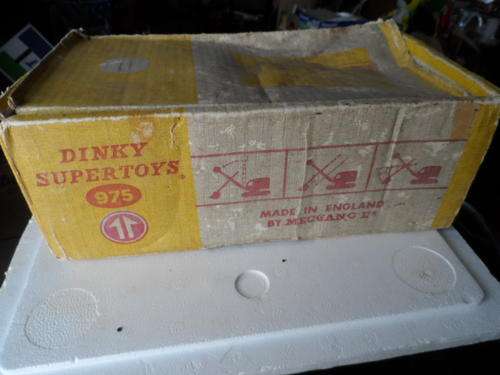 DINKY
SUPERTOYS
975
MADE IN ENGLAND
BY MECCANO LTD